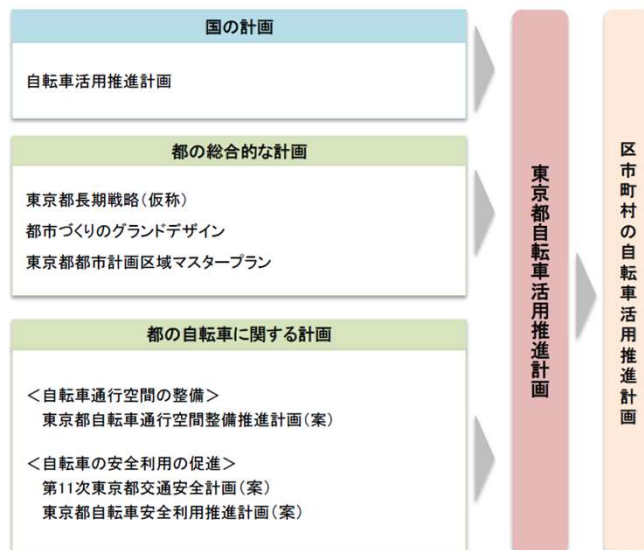 国の計画
自転車活用推進計画
都の総合的な計画
東京都長期戦略(仮称)
都市づくりのグランドデザイン
東京都都市計画区域マスタープラン
都の自転車に関する計画
<自転車通行空間の整備>
東京都自転車通行空間整備推進計画(案)
<自転車の安全利用の促進>
第11次東京都交通安全計画(案)
東京都自転車安全利用推進計画(案)
東京都自転車活用推進計画
区市町村の自転車活用推進計画